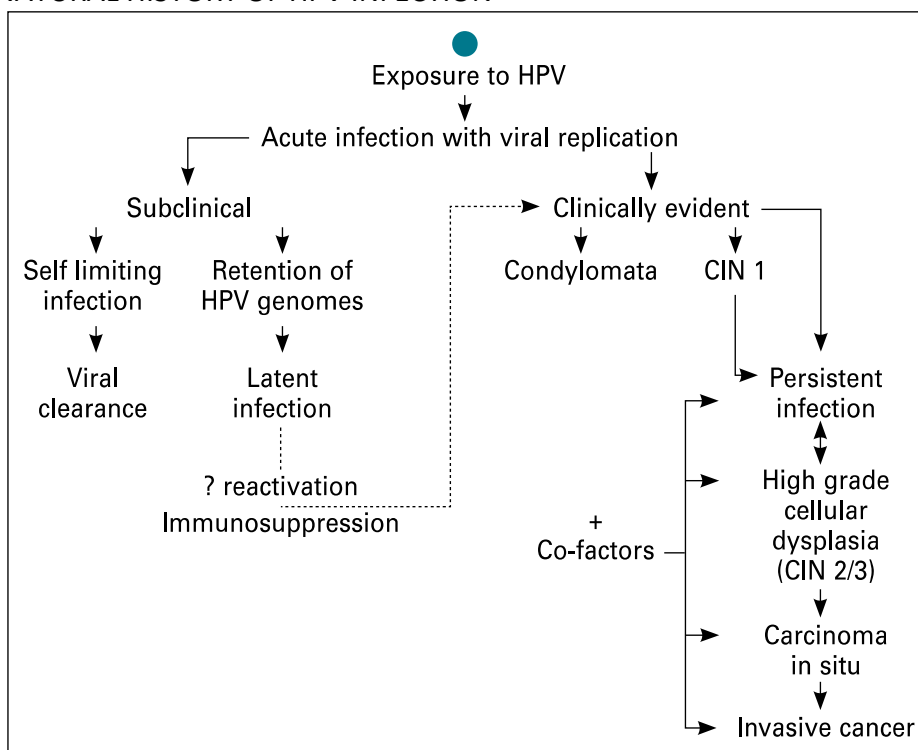 Exposure to HPV
Acute infection with viral replication
Subclinical
Clinically evident
Self limiting
infection
Retention of
HPV genomes
Condylomata
CIN 1
Viral
clearance
Latent
infection
Persistent
infection
? reactivation
Immunosuppression
High grade
cellular
dysplasia
(CIN 2/3)
+
Co-factors
Carcinoma
in situ
Invasive cancer